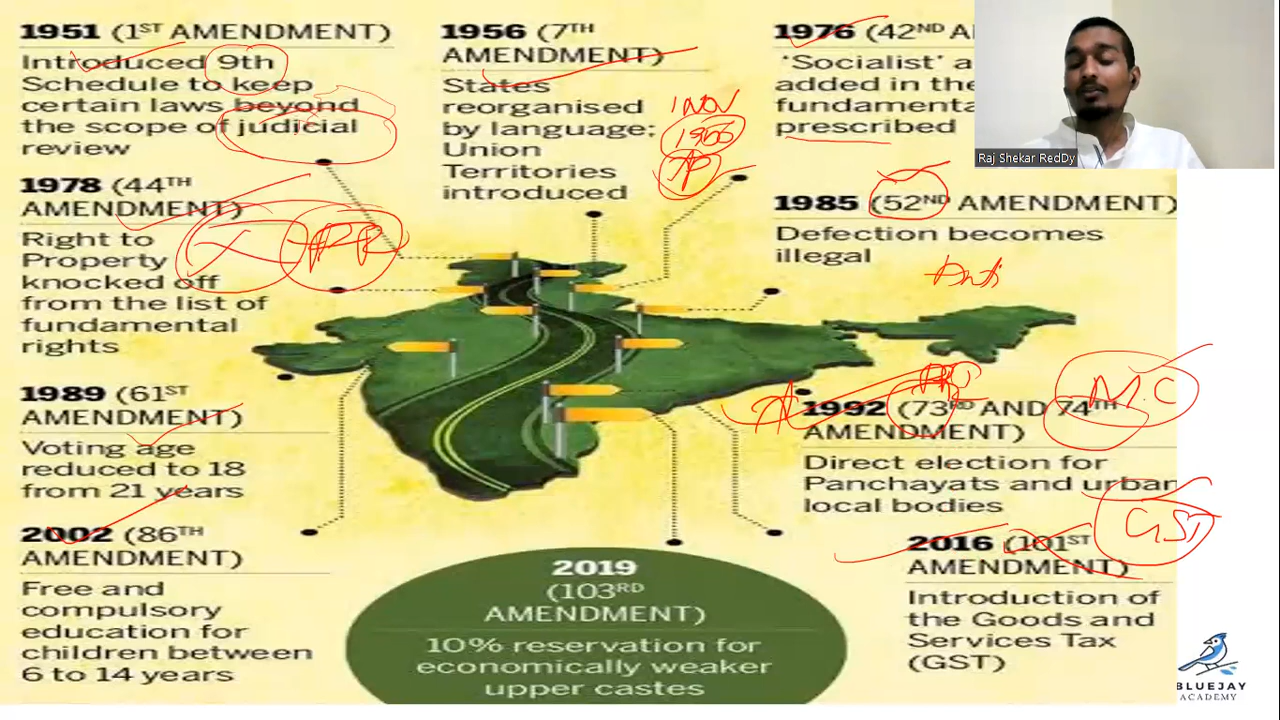 1951 (1ST AMENDMENT)
Introduced 9th
Schedule to keep
certain laws beyond
the scope of judicial
review
1956 (7TH
AMENDMENT)
States
reorganised
by language;
Union
Territories
introduced
1 NOV
1956
AP
1976 (42ND A
'Socialist' a
added in the
fundamenta
prescribed
Raj Shekar RedDy
1978 (44TH
AMENDMENT)
Right to
Property
knocked off
from the list of
fundamental
rights
1985 (52ND AMENDMENT)
Defection becomes
illegal
Anti
1989 (61ST
AMENDMENT)
Voting age
reduced to 18
from 21 years
M.C
1992 (73RD AND 74TH
AMENDMENT)
Direct election for
Panchayats and urban
local bodies
2002 (86TH
AMENDMENT)
Free and
compulsory
education for
children between
6 to 14 years
2019
(103RD
AMENDMENT)
10% reservation for
economically weaker
upper castes
GST
2016 (101ST
AMENDMENT)
Introduction of
the Goods and
Services Tax
(GST)
BLUEJAY
ACADEMY